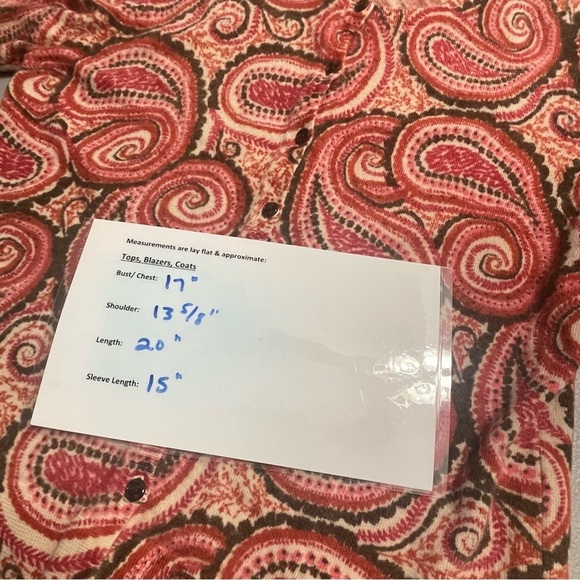 Measurements are lay flat & approximate:
Tops, Blazers, Coats
Bust/ Chest: 17"
Shoulder: 13 5/8"
Length: 20"
Sleeve Length: 15"